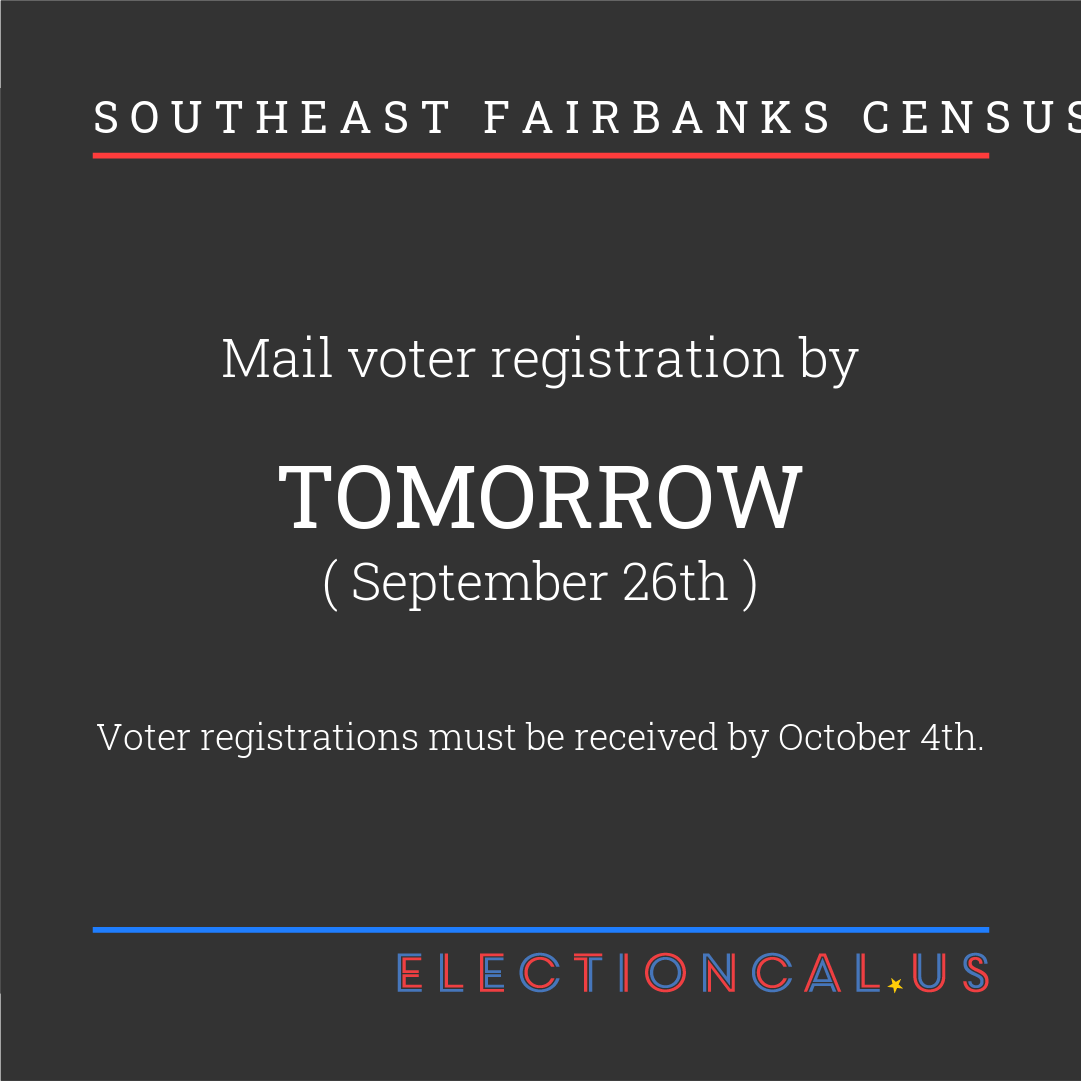 SOUTHEAST FAIRBANKS CENSUS
Mail voter registration by
TOMORROW
( September 26th )
Voter registrations must be received by October 4th.
ELECTIONCAL.US